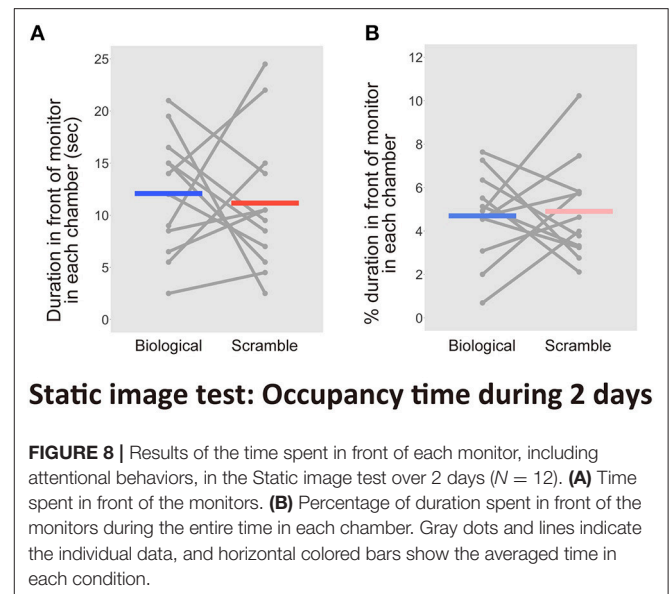 A
B
Duration in front of monitor
in each chamber (sec)
25
20
15
10
5
0
Biological
Scramble
% duration in front of monitor
in each chamber
12
10
8
6
4
2
0
Biological
Scramble
Static image test: Occupancy time during 2 days
FIGURE 8 | Results of the time spent in front of each monitor, including
attentional behaviors, in the Static image test over 2 days (N = 12). (A) Time
spent in front of the monitors. (B) Percentage of duration spent in front of the
monitors during the entire time in each chamber. Gray dots and lines indicate
the individual data, and horizontal colored bars show the averaged time in
each condition.